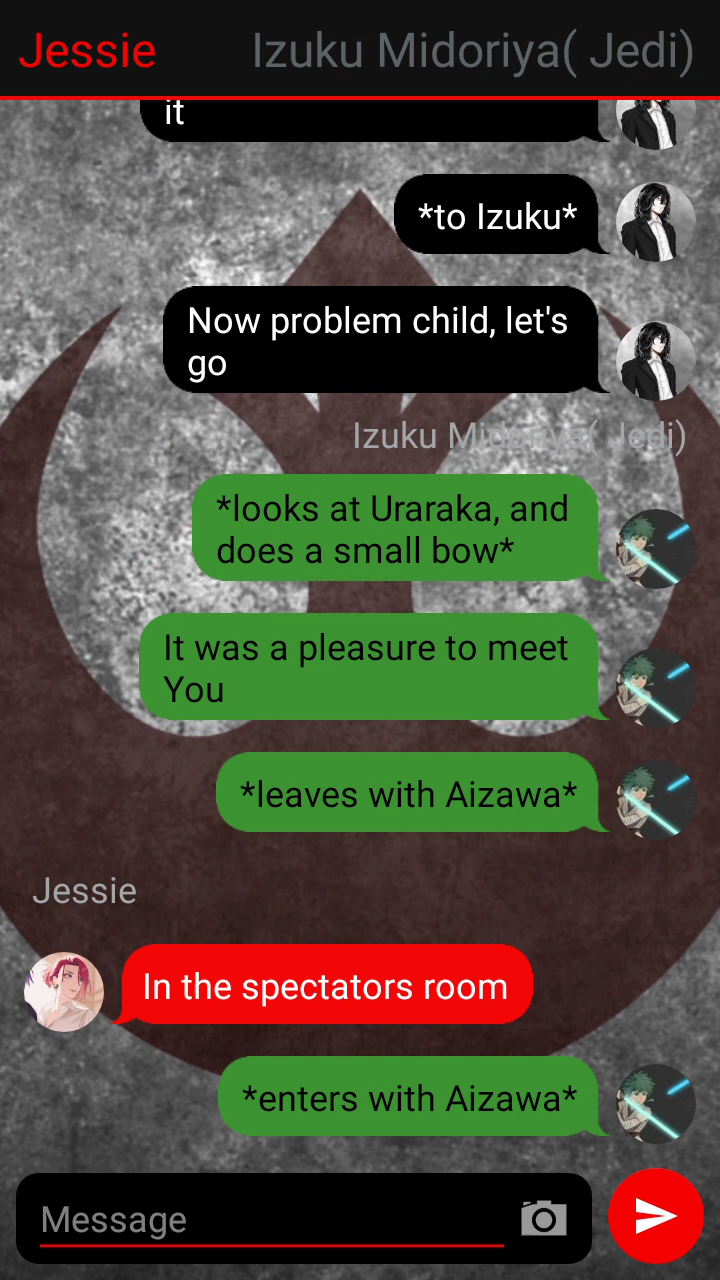 Jessie
Izuku Midoriya( Jedi)
it
*to Izuku*
Now problem child, let's
go
Izuku Midoriya( Jedi)
*looks at Uraraka, and
does a small bow*
It was a pleasure to meet
You
*leaves with Aizawa*
Jessie
In the spectators room
*enters with Aizawa*
Message